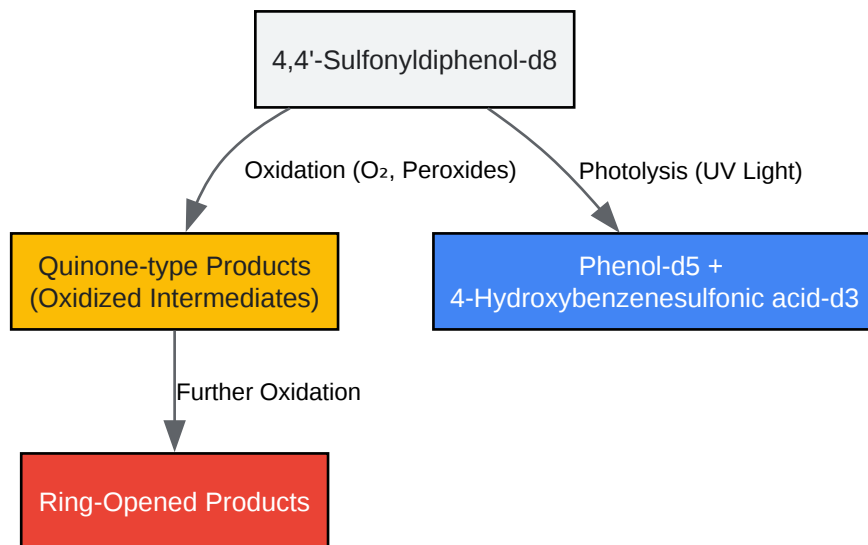 4,4'-Sulfonyldiphenol-d8
Oxidation (O₂, Peroxides)
Photolysis (UV Light)
Quinone-type Products
(Oxidized Intermediates)
Phenol-d5 +
4-Hydroxybenzenesulfonic acid-d3
Further Oxidation
Ring-Opened Products